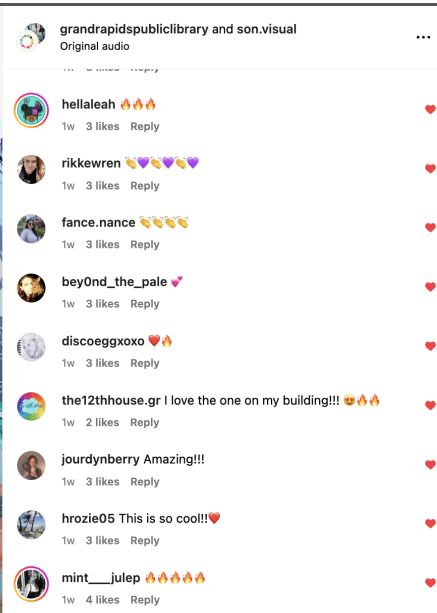 grandrapidspubliclibrary and son.visual
Original audio
hellaleah 🔥🔥🔥
1w 3 likes Reply
rikkewren 👏💜👏💜👏💜
1w 3 likes Reply
fance.nance 👏👏👏👏
1w 3 likes Reply
bey0nd_the_pale 💕
1w 3 likes Reply
discoeggxoxo ❤️🔥
1w 3 likes Reply
the12thhouse.gr I love the one on my building!!! 😍🔥🔥
1w 2 likes Reply
jourdynberry Amazing!!!
1w 3 likes Reply
hrozie05 This is so cool!!❤️
1w 3 likes Reply
mint___julep 🔥🔥🔥🔥🔥
1w 4 likes Reply